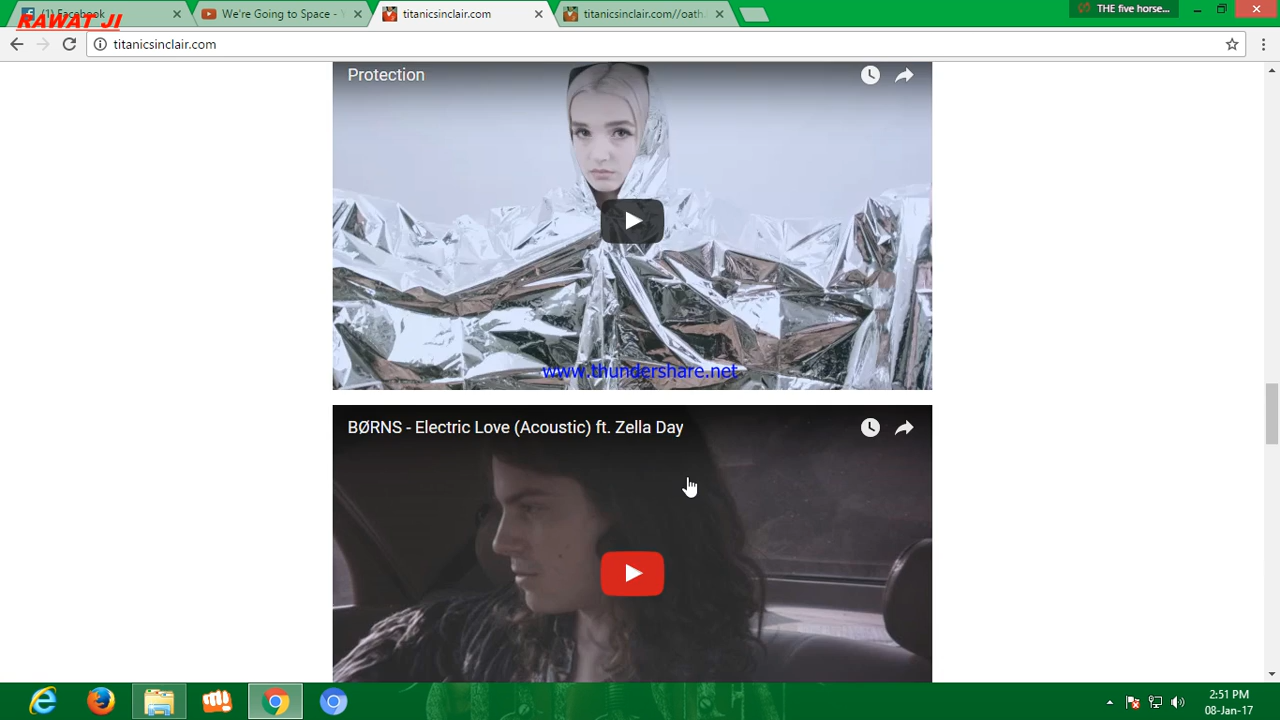 (1) Facebook
RAWAT JI
We're Going to Space -
titanicsinclair.com
titanicsinclair.com//oath
THE five horse...
titanicsinclair.com
Protection
www.thundershare.net
BØRNS - Electric Love (Acoustic) ft. Zella Day
2:51 PM
08-Jan-17